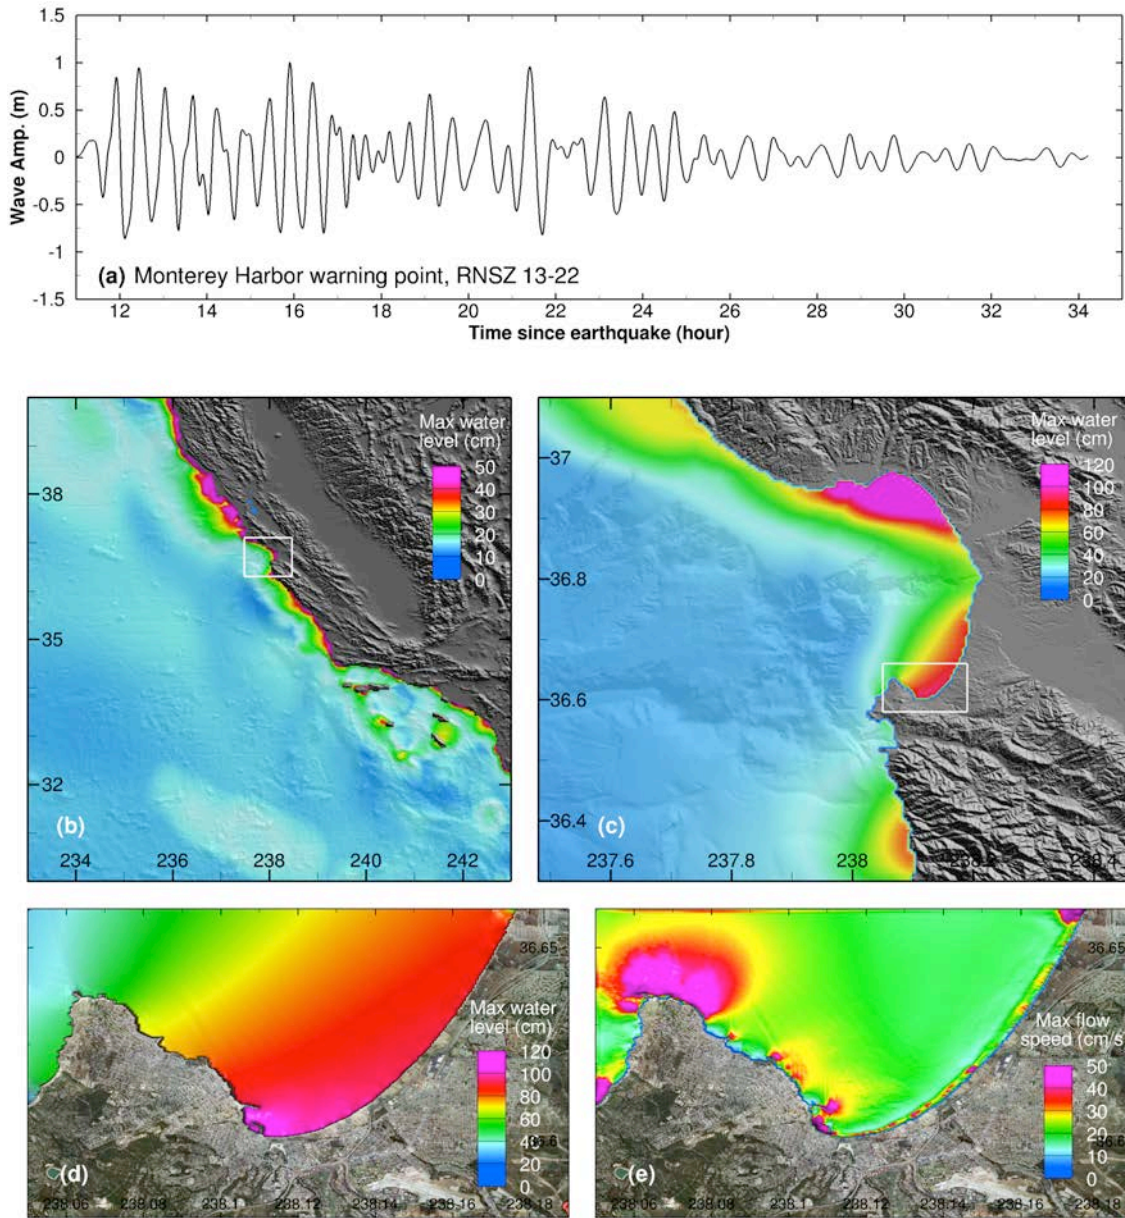 1.5
1
0.5
0
-0.5
-1
-1.5
Wave Amp. (m)
(a) Monterey Harbor warning point, RNSZ 13-22
12 14 16 18 20 22 24 26 28 30 32 34
Time since earthquake (hour)
Max water
level (cm)
50
40
30
20
10
0
38
35
32
(b)
234 236 238 240 242
Max water
level (cm)
120
100
80
60
40
20
0
37
36.8
36.6
36.4
(c)
237.6 237.8 238 238.2 238.4
Max water
level (cm)
120
100
80
60
40
20
0
(d)
238.06 238.08 238.1 238.12 238.14 238.16 238.18
36.65
Max flow
speed (cm/s
50
40
30
20
10
0
36.6
(e)
238.06 238.08 238.1 238.12 238.14 238.16 238.18